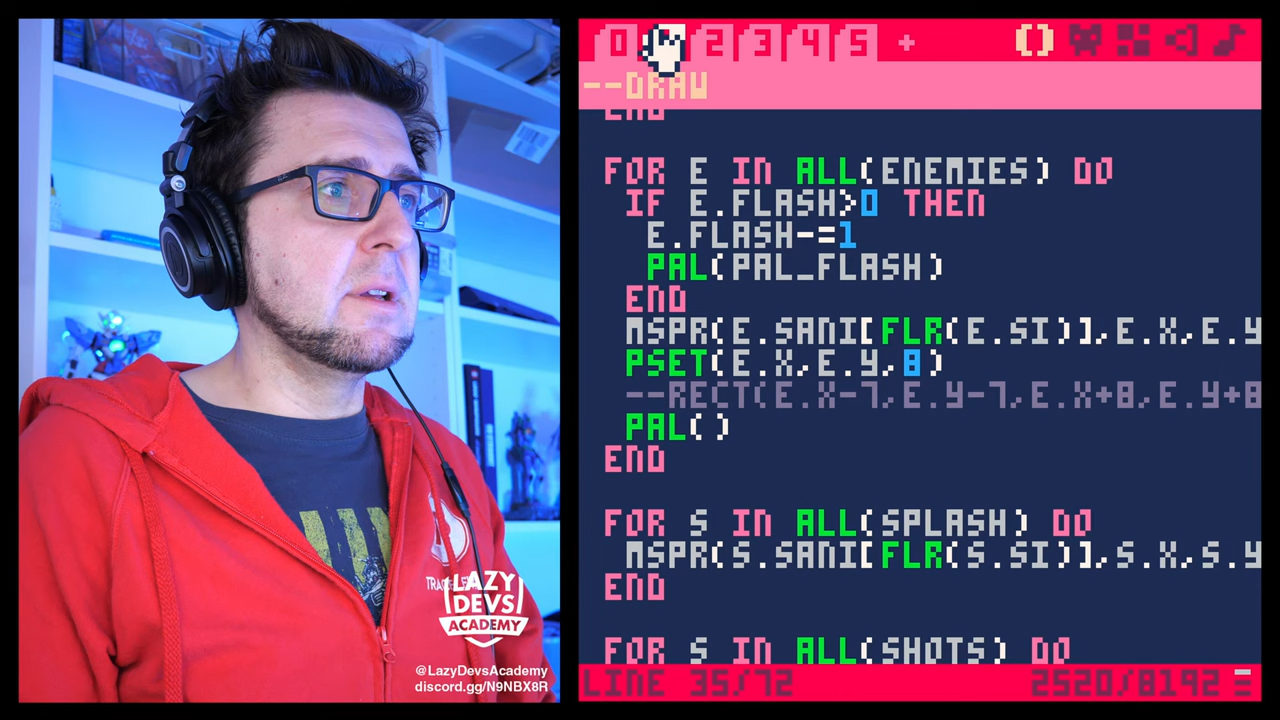 0 2 3 4 5 +
--DRAW
END
FOR E IN ALL(ENEMIES) DO
IF E.FLASH>0 THEN
E.FLASH-=1
PAL(PAL_FLASH)
END
MSPR(E.SANI[FLR(E.SI)],E.X,E.Y
PSET(E.X,E.Y,8)
--RECT(E.X-7,E.Y-7,E.X+8,E.Y+8
PAL()
END
FOR S IN ALL(SPLASH) DO
MSPR(S.SANI[FLR(S.SI)],S.X,S.Y
END
FOR S IN ALL(SHOTS) DO
LINE 35/72 2520/8192
LAZY
DEVS
ACADEMY
@LazyDevsAcademy
discord.gg/N9NBX8R